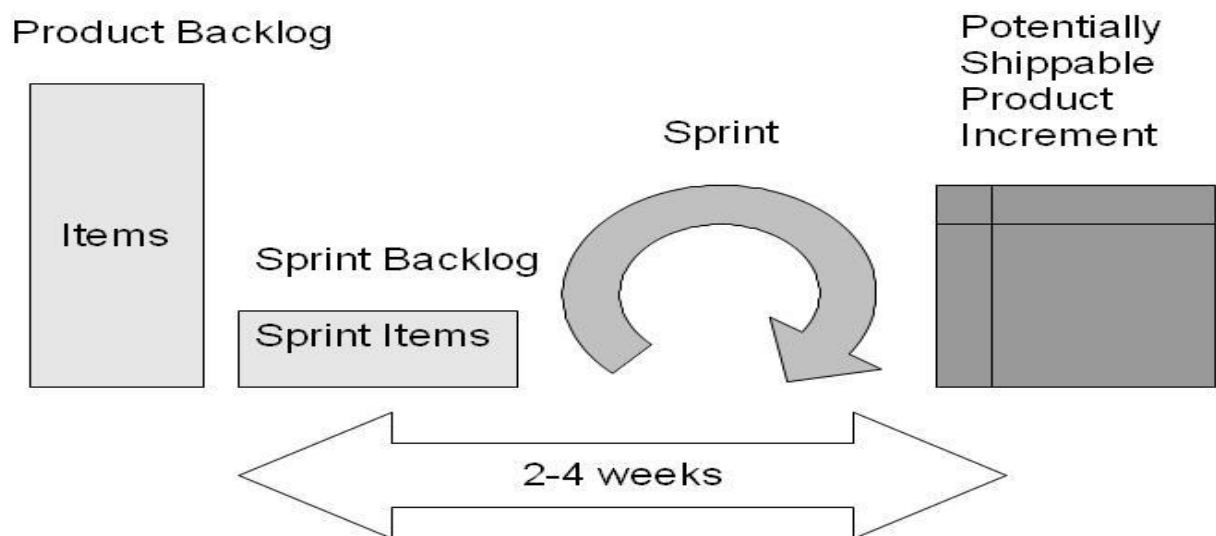 Product Backlog
Items
Sprint Backlog
Sprint Items
Sprint
Potentially
Shippable
Product
Increment
2-4 weeks